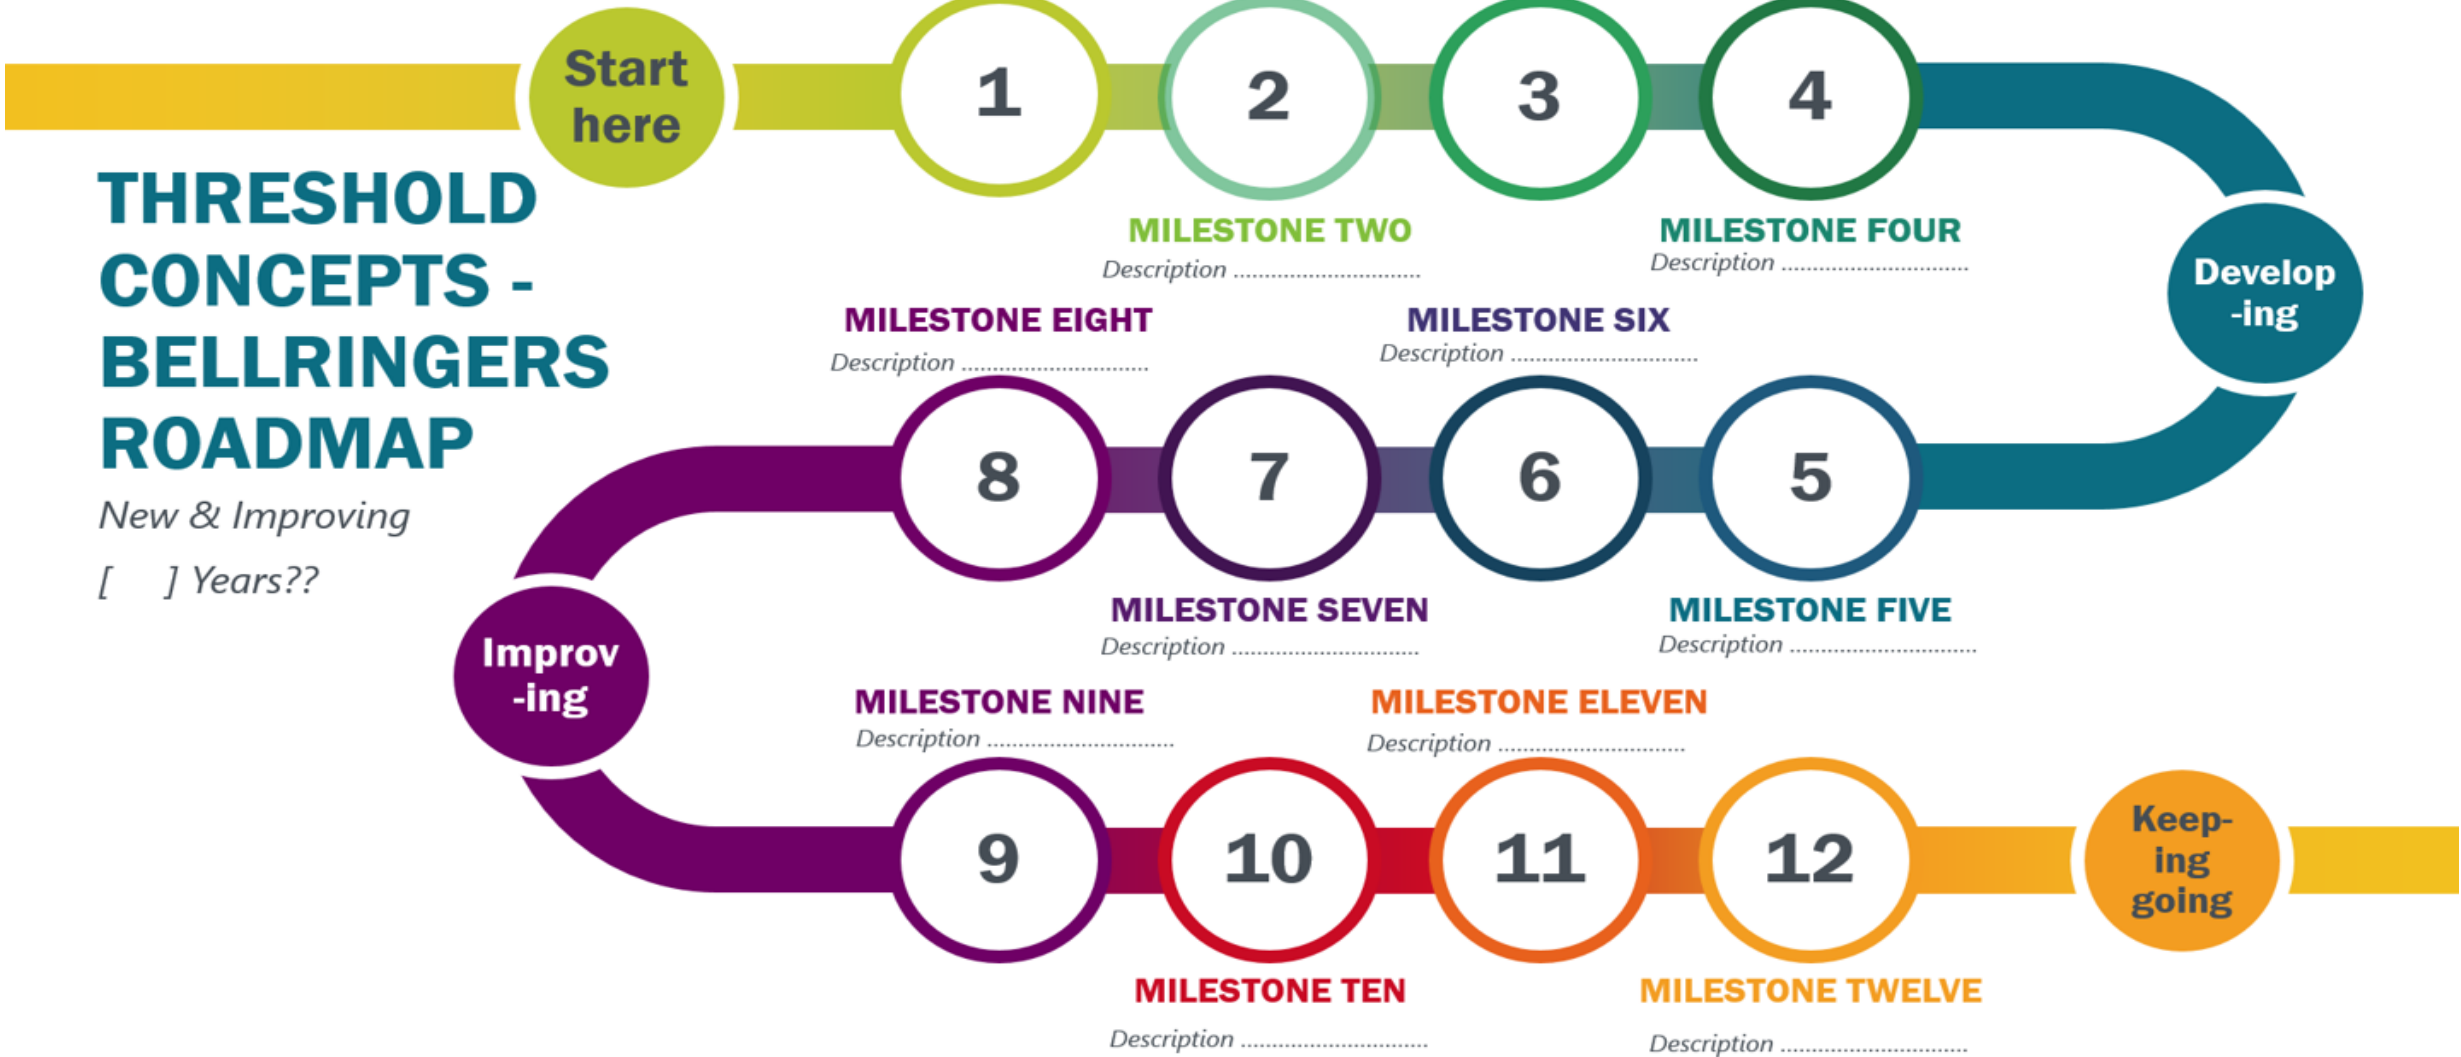 Start
here
1
2
3
4
THRESHOLD
CONCEPTS -
BELLRINGERS
ROADMAP
New & Improving
[ ] Years??
MILESTONE TWO
Description ..............................
MILESTONE FOUR
Description ..............................
Develop
-ing
MILESTONE EIGHT
Description ..............................
MILESTONE SIX
Description ..............................
8
7
6
5
MILESTONE SEVEN
Description ..............................
MILESTONE FIVE
Description ..............................
Improv
-ing
MILESTONE NINE
Description ..............................
MILESTONE ELEVEN
Description ..............................
9
10
11
12
Keep-
ing
going
MILESTONE TEN
Description ..............................
MILESTONE TWELVE
Description ..............................